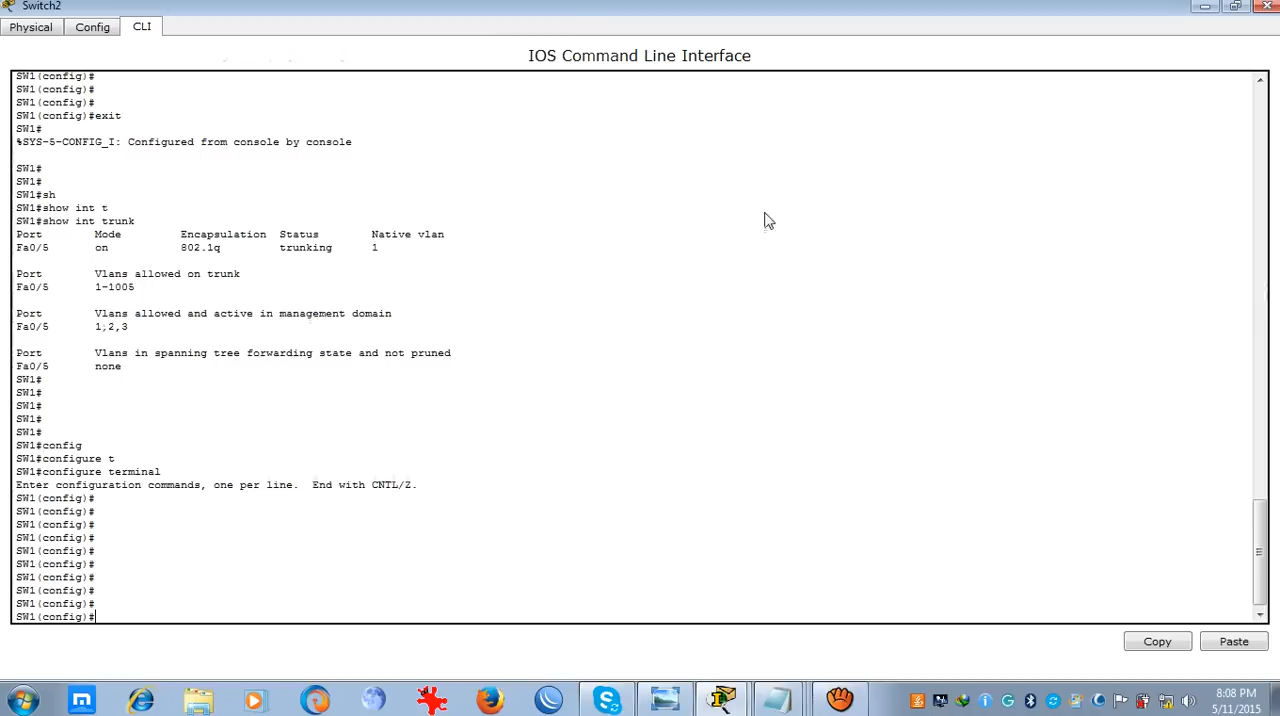 Switch2
Physical Config CLI
IOS Command Line Interface
SW1(config)#
SW1(config)#
SW1(config)#
SW1(config)#exit
SW1#
%SYS-5-CONFIG_I: Configured from console by console
SW1#
SW1#
SW1#sh
SW1#show int t
SW1#show int trunk
Port Mode Encapsulation Status Native vlan
Fa0/5 on 802.1q trunking 1
Port Vlans allowed on trunk
Fa0/5 1-1005
Port Vlans allowed and active in management domain
Fa0/5 1,2,3
Port Vlans in spanning tree forwarding state and not pruned
Fa0/5 none
SW1#
SW1#
SW1#
SW1#
SW1#
SW1#config
SW1#configure t
SW1#configure terminal
Enter configuration commands, one per line. End with CNTL/Z.
SW1(config)#
SW1(config)#
SW1(config)#
SW1(config)#
SW1(config)#
SW1(config)#
SW1(config)#
SW1(config)#
SW1(config)#
SW1(config)#
Copy Paste
8:08 PM
5/11/2015